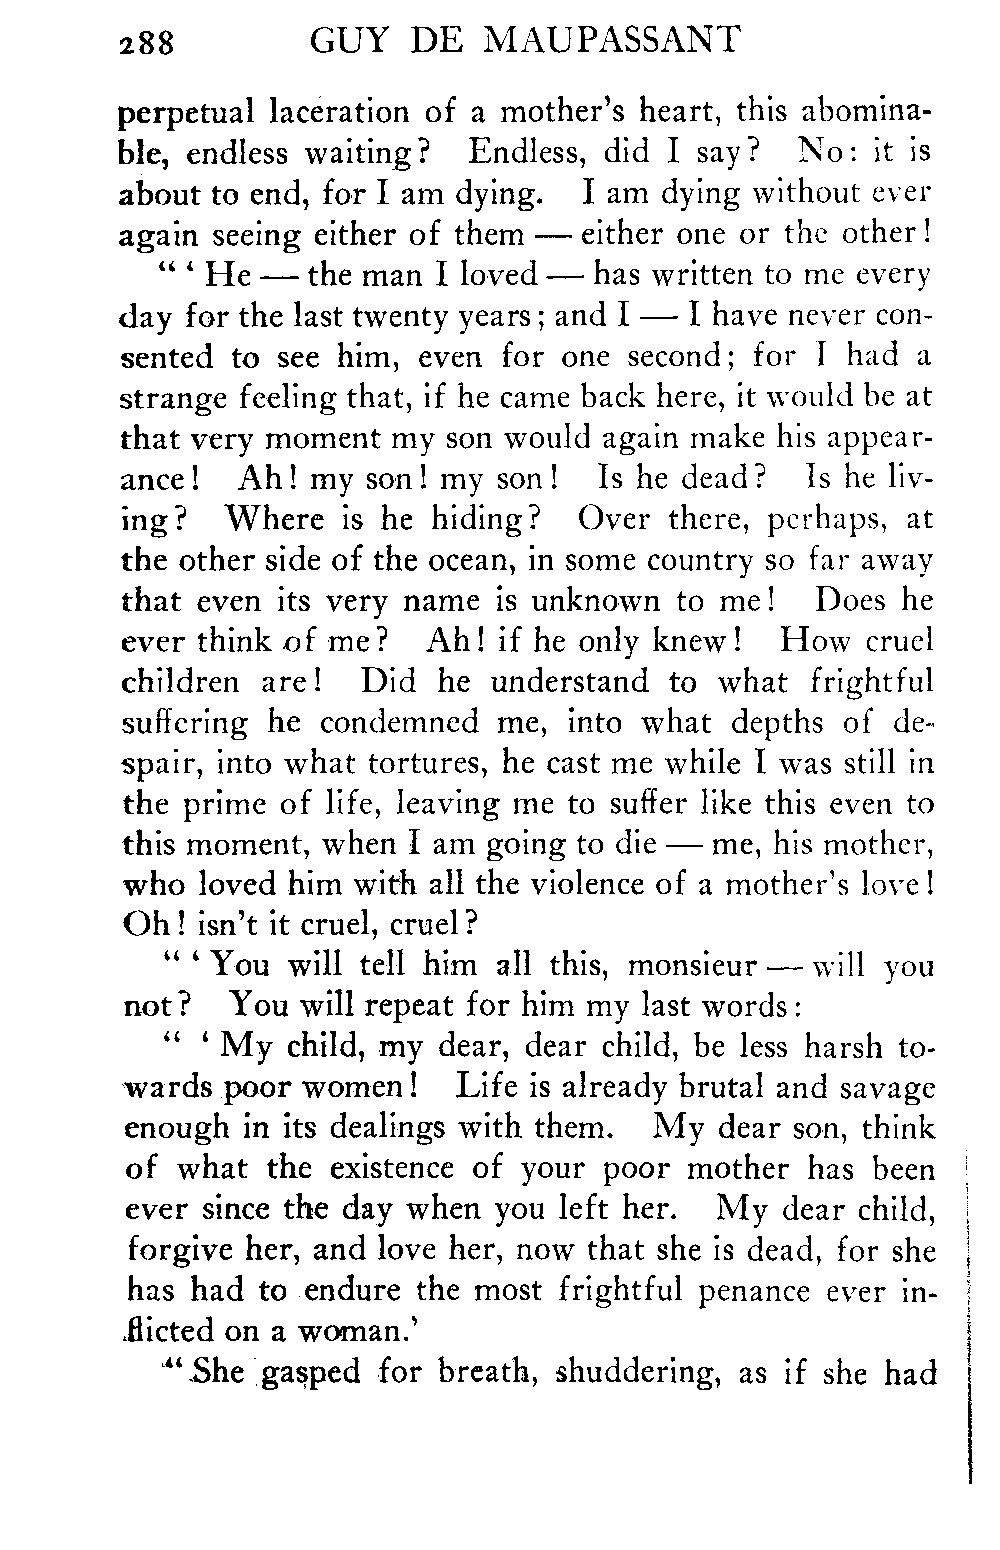 288 GUY DE MAUPASSANT
perpetual laceration of a mother's heart, this abomina-
ble, endless waiting? Endless, did I say? No: it is
about to end, for I am dying. I am dying without ever
again seeing either of them — either one or the other!
" ' He — the man I loved — has written to me every
day for the last twenty years; and I — I have never con-
sented to see him, even for one second; for I had a
strange feeling that, if he came back here, it would be at
that very moment my son would again make his appear-
ance! Ah! my son! my son! Is he dead? Is he liv-
ing? Where is he hiding? Over there, perhaps, at
the other side of the ocean, in some country so far away
that even its very name is unknown to me! Does he
ever think of me? Ah! if he only knew! How cruel
children are! Did he understand to what frightful
suffering he condemned me, into what depths of de-
spair, into what tortures, he cast me while I was still in
the prime of life, leaving me to suffer like this even to
this moment, when I am going to die — me, his mother,
who loved him with all the violence of a mother's love!
Oh! isn't it cruel, cruel?
" ' You will tell him all this, monsieur — will you
not? You will repeat for him my last words:
" ' My child, my dear, dear child, be less harsh to-
wards poor women! Life is already brutal and savage
enough in its dealings with them. My dear son, think
of what the existence of your poor mother has been
ever since the day when you left her. My dear child,
forgive her, and love her, now that she is dead, for she
has had to endure the most frightful penance ever in-
flicted on a woman.'
" She gasped for breath, shuddering, as if she had